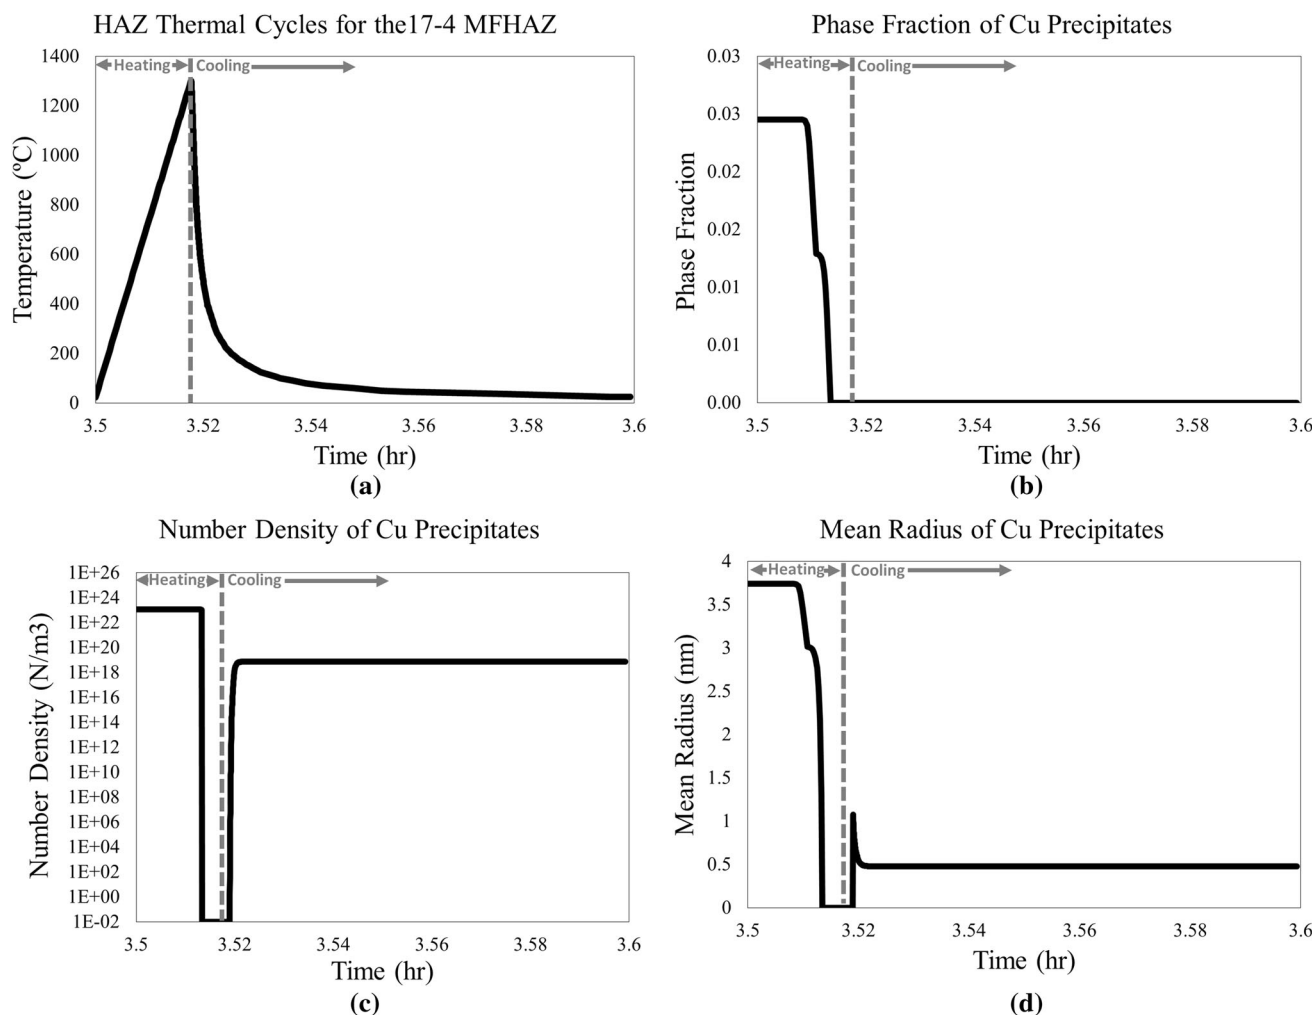 HAZ Thermal Cycles for the17-4 MFHAZ
Heating
Cooling
1400
1200
1000
800
600
400
200
0
Temperature (ºC)
3.5
3.52
3.54
3.56
3.58
3.6
Time (hr)
(a)
Phase Fraction of Cu Precipitates
Heating
Cooling
0.03
0.03
0.02
0.02
0.01
0.01
0.00
Phase Fraction
3.5
3.52
3.54
3.56
3.58
3.6
Time (hr)
(b)
Number Density of Cu Precipitates
Heating
Cooling
1E+26
1E+24
1E+22
1E+20
1E+18
1E+16
1E+14
1E+12
1E+10
1E+08
1E+06
1E+04
1E+02
1E+00
1E-02
Number Density (N/m3)
3.5
3.52
3.54
3.56
3.58
3.6
Time (hr)
(c)
Mean Radius of Cu Precipitates
Heating
Cooling
4
3.5
3
2.5
2
1.5
1
0.5
0
Mean Radius (nm)
3.5
3.52
3.54
3.56
3.58
3.6
Time (hr)
(d)